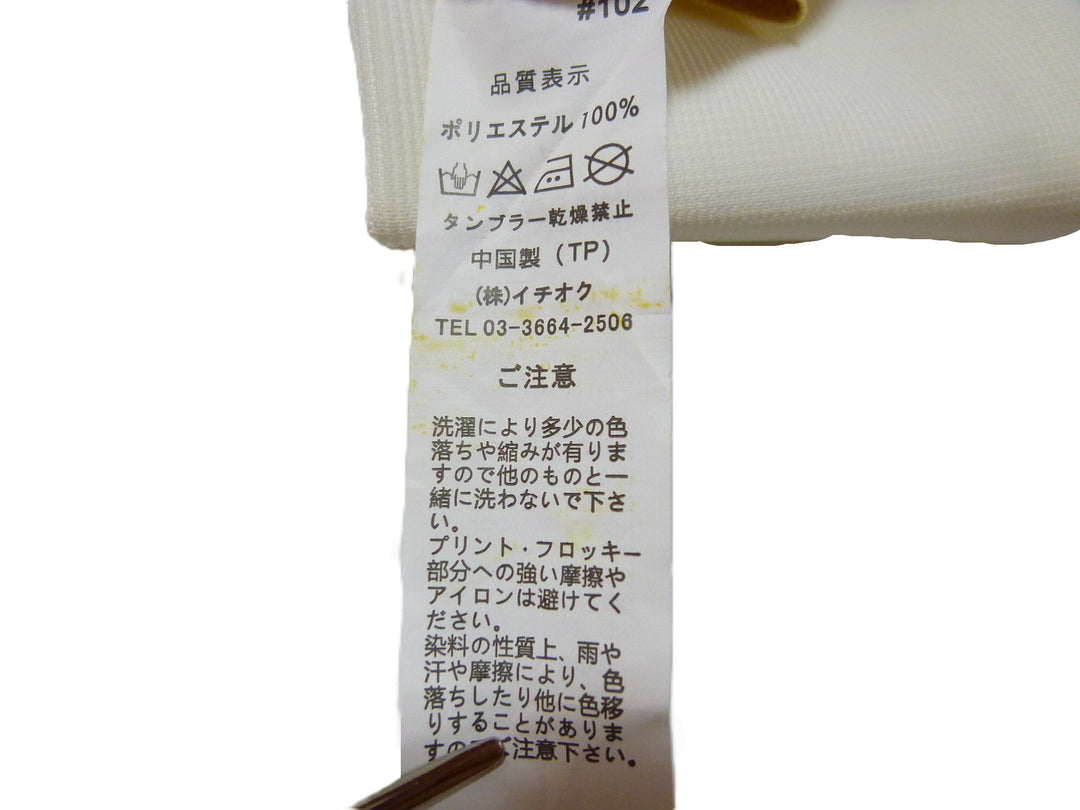 #102
品質表示
ポリエステル 100%
タンブラー乾燥禁止
中国製 (TP)
(株)イチオク
TEL 03-3664-2506
ご注意
洗濯により多少の色
落ちや縮みが有りま
すので他のものと一
緒に洗わないで下さ
い。
プリント・フロッキー
部分への強い摩擦や
アイロンは避けてく
ださい。
染料の性質上、雨や
汗や摩擦により、色
落ちしたり他に色移
りすることがありま
すのでご注意下さい。